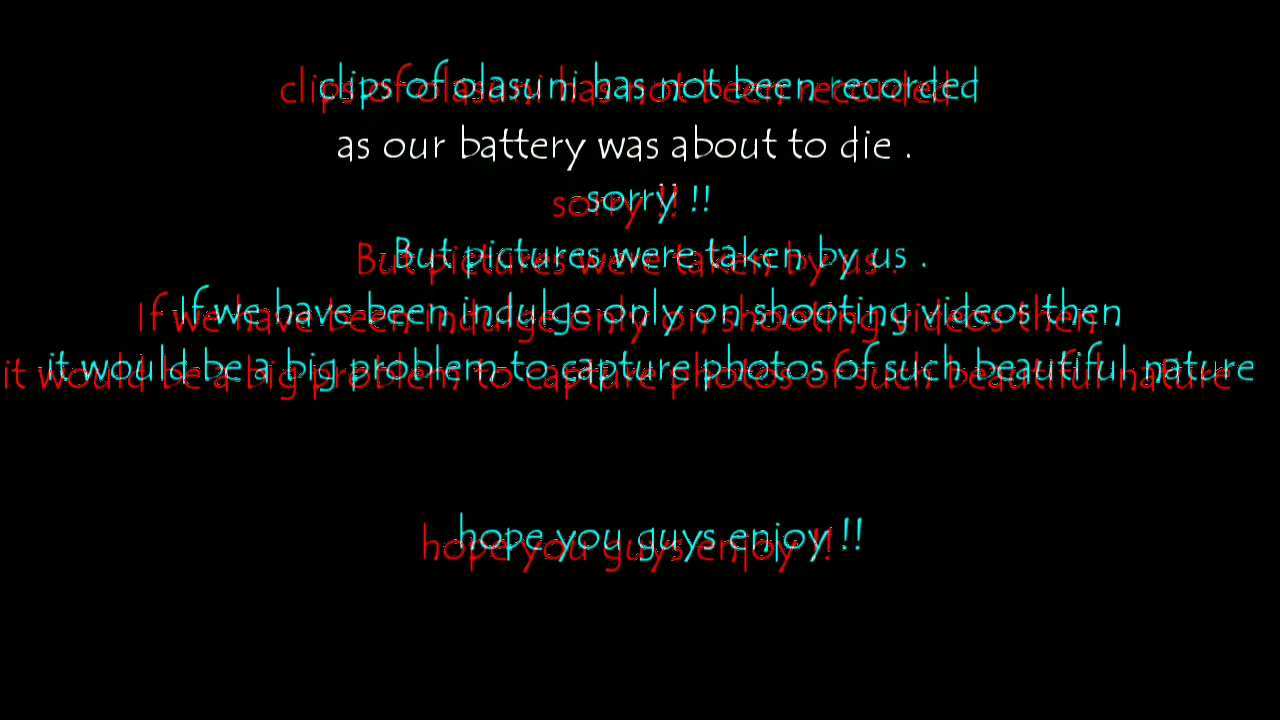 clips of olasuni has not been recorded
as our battery was about to die .
sorry !!
But pictures were taken by us .
If we have been indulge only on shooting videos then
it would be a big problem to capture photos of such beautiful nature
hope you guys enjoy !!